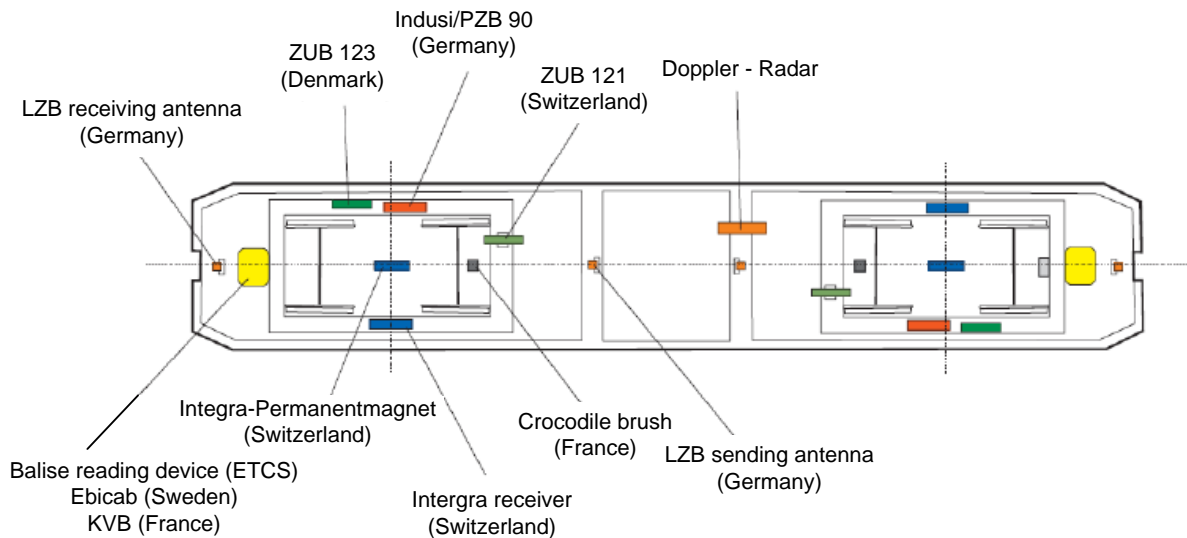 Indusi/PZB 90
(Germany)
ZUB 123
(Denmark)
ZUB 121
(Switzerland)
Doppler - Radar
LZB receiving antenna
(Germany)
Integra-Permanentmagnet
(Switzerland)
Crocodile brush
(France)
LZB sending antenna
(Germany)
Balise reading device (ETCS)
Ebicab (Sweden)
KVB (France)
Intergra receiver
(Switzerland)